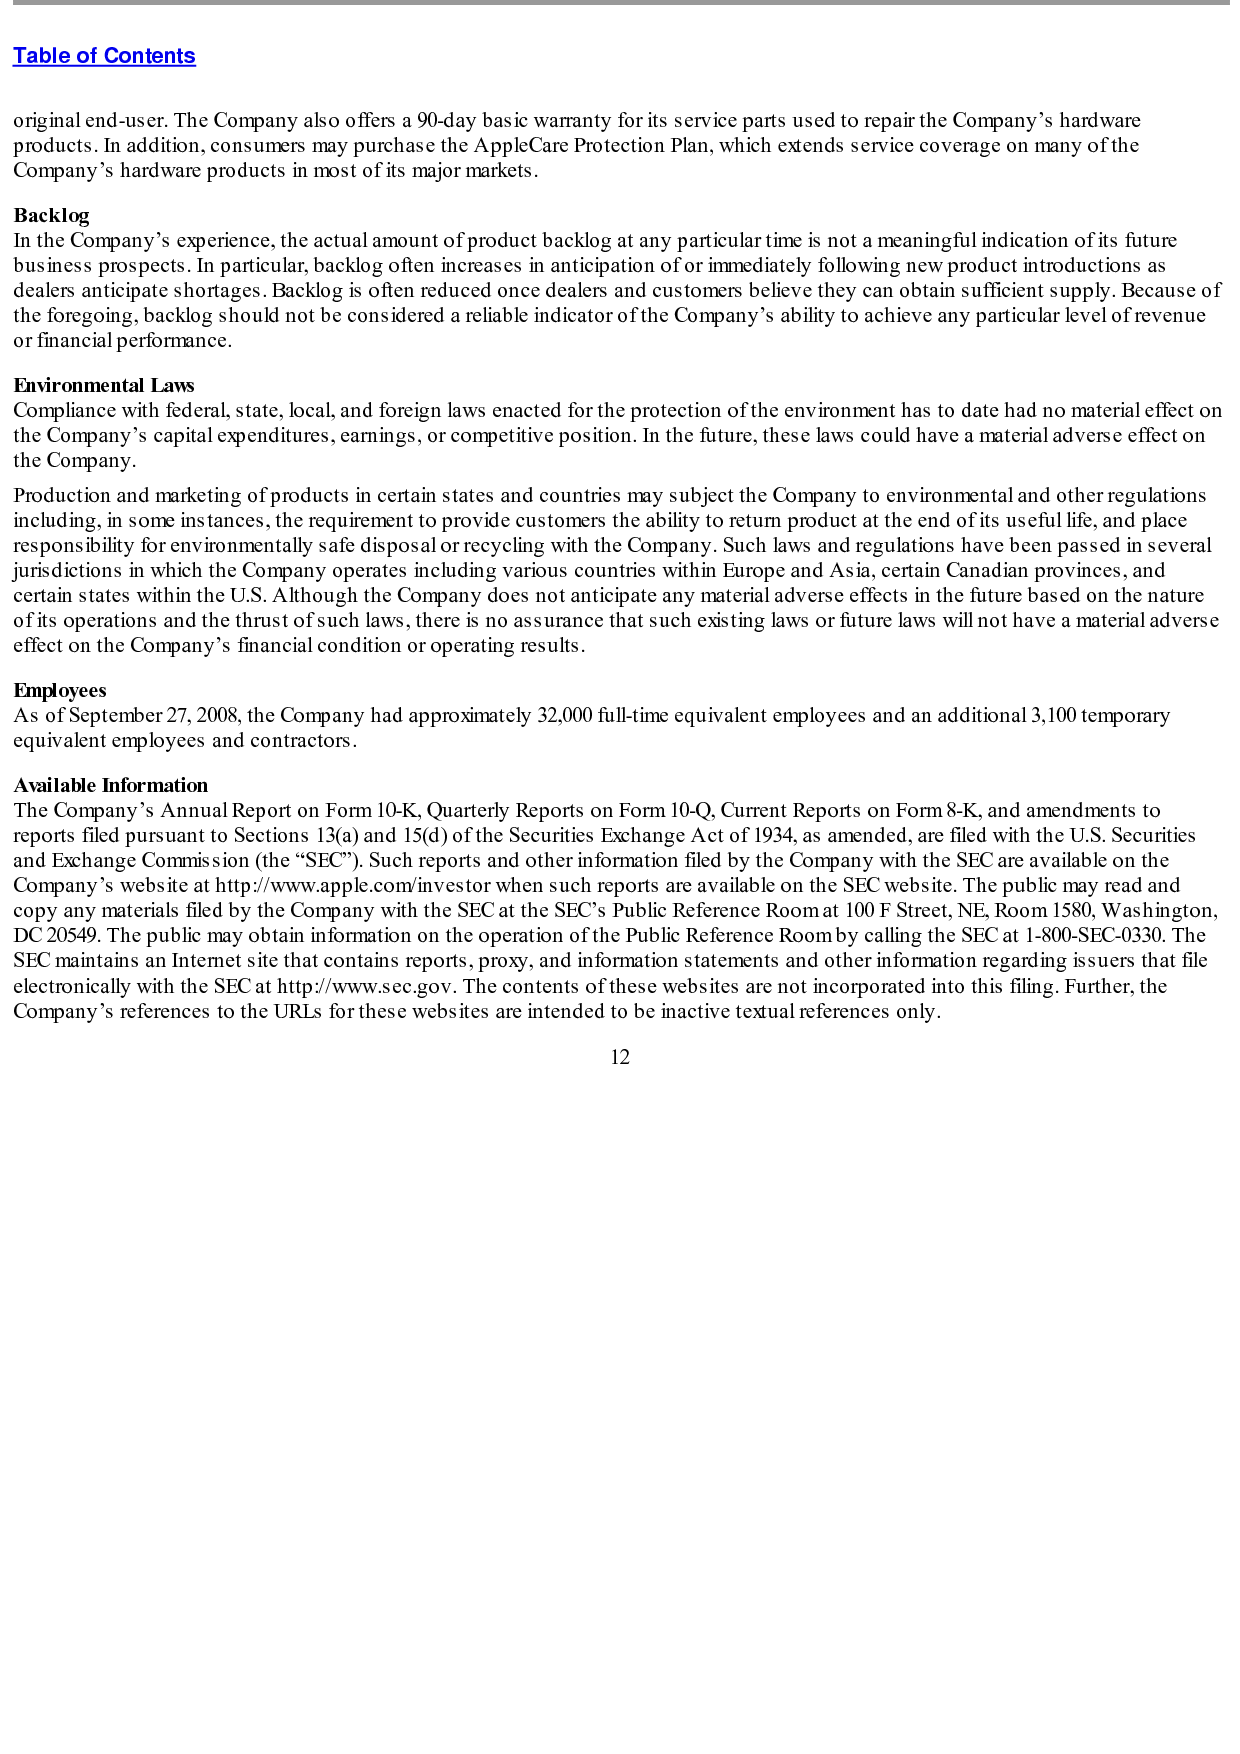 Table of Contents
original end-user. The Company also offers a 90-day basic warranty for its service parts used to repair the Company’s hardware
products. In addition, consumers may purchase the AppleCare Protection Plan, which extends service coverage on many of the
Company’s hardware products in most of its major markets.
Backlog
In the Company’s experience, the actual amount of product backlog at any particular time is not a meaningful indication of its future
business prospects. In particular, backlog often increases in anticipation of or immediately following new product introductions as
dealers anticipate shortages. Backlog is often reduced once dealers and customers believe they can obtain sufficient supply. Because of
the foregoing, backlog should not be considered a reliable indicator of the Company’s ability to achieve any particular level of revenue
or financial performance.
Environmental Laws
Compliance with federal, state, local, and foreign laws enacted for the protection of the environment has to date had no material effect on
the Company’s capital expenditures, earnings, or competitive position. In the future, these laws could have a material adverse effect on
the Company.
Production and marketing of products in certain states and countries may subject the Company to environmental and other regulations
including, in some instances, the requirement to provide customers the ability to return product at the end of its useful life, and place
responsibility for environmentally safe disposal or recycling with the Company. Such laws and regulations have been passed in several
jurisdictions in which the Company operates including various countries within Europe and Asia, certain Canadian provinces, and
certain states within the U.S. Although the Company does not anticipate any material adverse effects in the future based on the nature
of its operations and the thrust of such laws, there is no assurance that such existing laws or future laws will not have a material adverse
effect on the Company’s financial condition or operating results.
Employees
As of September 27, 2008, the Company had approximately 32,000 full-time equivalent employees and an additional 3,100 temporary
equivalent employees and contractors.
Available Information
The Company’s Annual Report on Form 10-K, Quarterly Reports on Form 10-Q, Current Reports on Form 8-K, and amendments to
reports filed pursuant to Sections 13(a) and 15(d) of the Securities Exchange Act of 1934, as amended, are filed with the U.S. Securities
and Exchange Commission (the “SEC”). Such reports and other information filed by the Company with the SEC are available on the
Company’s website at http://www.apple.com/investor when such reports are available on the SEC website. The public may read and
copy any materials filed by the Company with the SEC at the SEC’s Public Reference Room at 100 F Street, NE, Room 1580, Washington,
DC 20549. The public may obtain information on the operation of the Public Reference Room by calling the SEC at 1-800-SEC-0330. The
SEC maintains an Internet site that contains reports, proxy, and information statements and other information regarding issuers that file
electronically with the SEC at http://www.sec.gov. The contents of these websites are not incorporated into this filing. Further, the
Company’s references to the URLs for these websites are intended to be inactive textual references only.
12